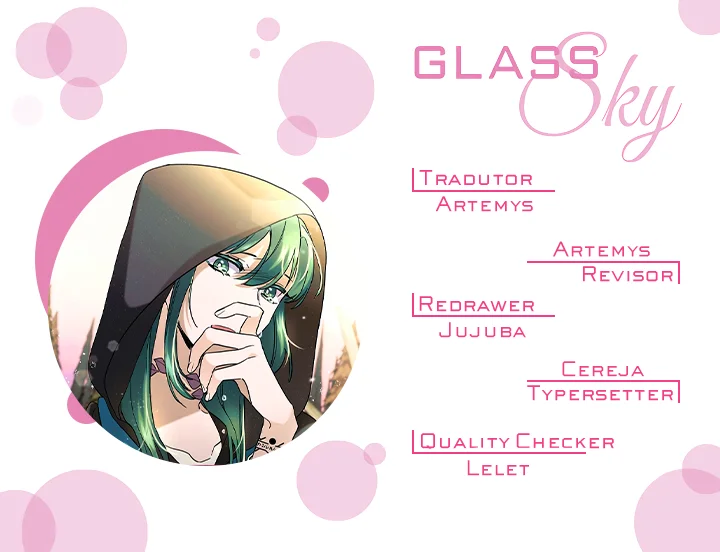 GLASS
Sky
TRADUTOR
ARTEMYS
ARTEMYS
REVISOR
REDRAWER
JUJUBA
CEREJA
TYPERSETTER
QUALITY CHECKER
LELET